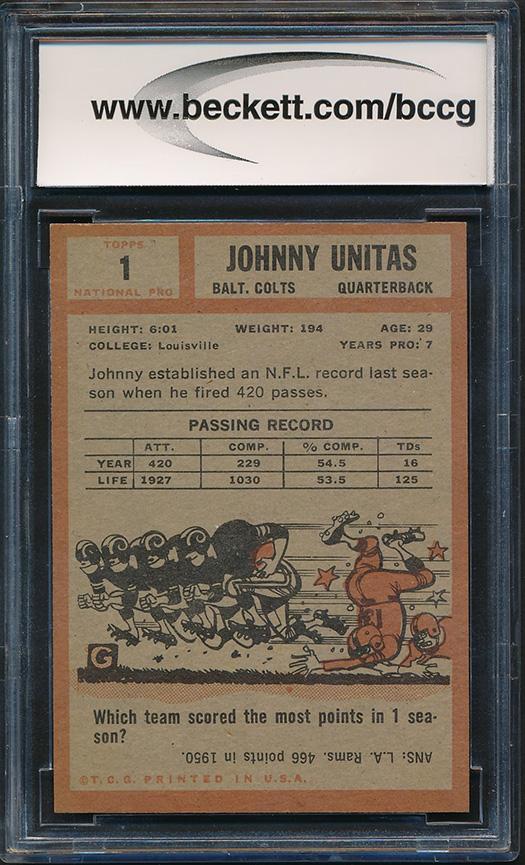 www.beckett.com/bccg
TOPPS
1
NATIONAL PRO
JOHNNY UNITAS
BALT. COLTS QUARTERBACK
HEIGHT: 6:01 WEIGHT: 194 AGE: 29
COLLEGE: Louisville YEARS PRO: 7
Johnny established an N.F.L. record last sea-
son when he fired 420 passes.
PASSING RECORD
ATT. COMP. % COMP. TDs
YEAR 420 229 54.5 16
LIFE 1927 1030 53.5 125
G
Which team scored the most points in 1 sea-
son?
ANS: L.A. Rams. 466 points in 1950.
©T.C.G. PRINTED IN U.S.A.